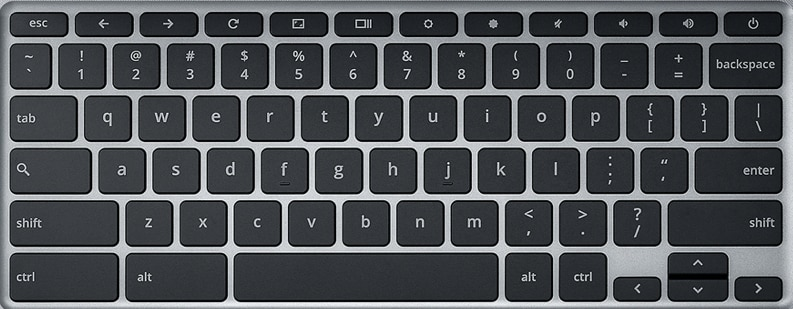 esc
~ ! @ # $ % ^ & * ( ) _ +
` 1 2 3 4 5 6 7 8 9 0 - = backspace
tab q w e r t y u i o p { } |
[ ] \
a s d f g h j k l : “ enter
; ‘
shift z x c v b n m < > ? shift
, . /
ctrl alt alt ctrl